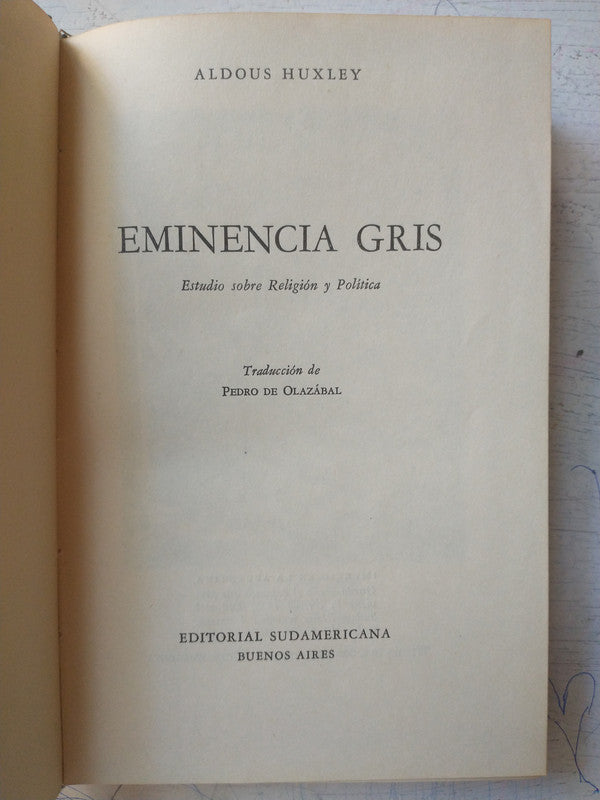 ALDOUS HUXLEY
EMINENCIA GRIS
Estudio sobre Religión y Política
Traducción de
PEDRO DE OLAZÁBAL
EDITORIAL SUDAMERICANA
BUENOS AIRES